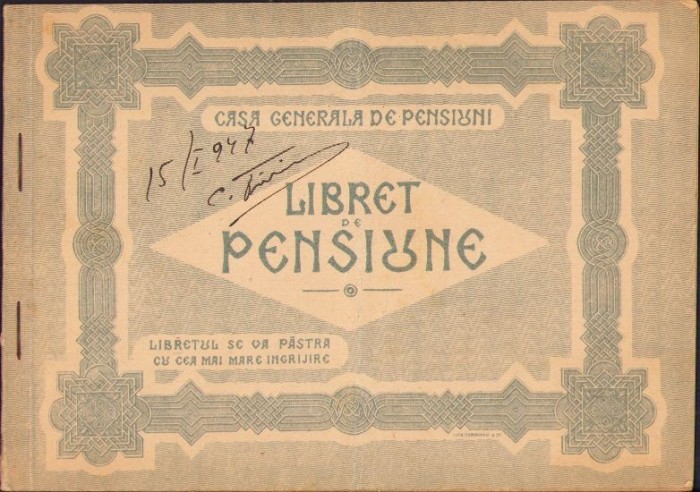 CASA GENERALA DE PENSIUNI
15/I 947
LIBRET
DE
PENSIUNE
LIBRETUL SE VA PĂSTRA
CU CEA MAI MARE INGRIJIRE